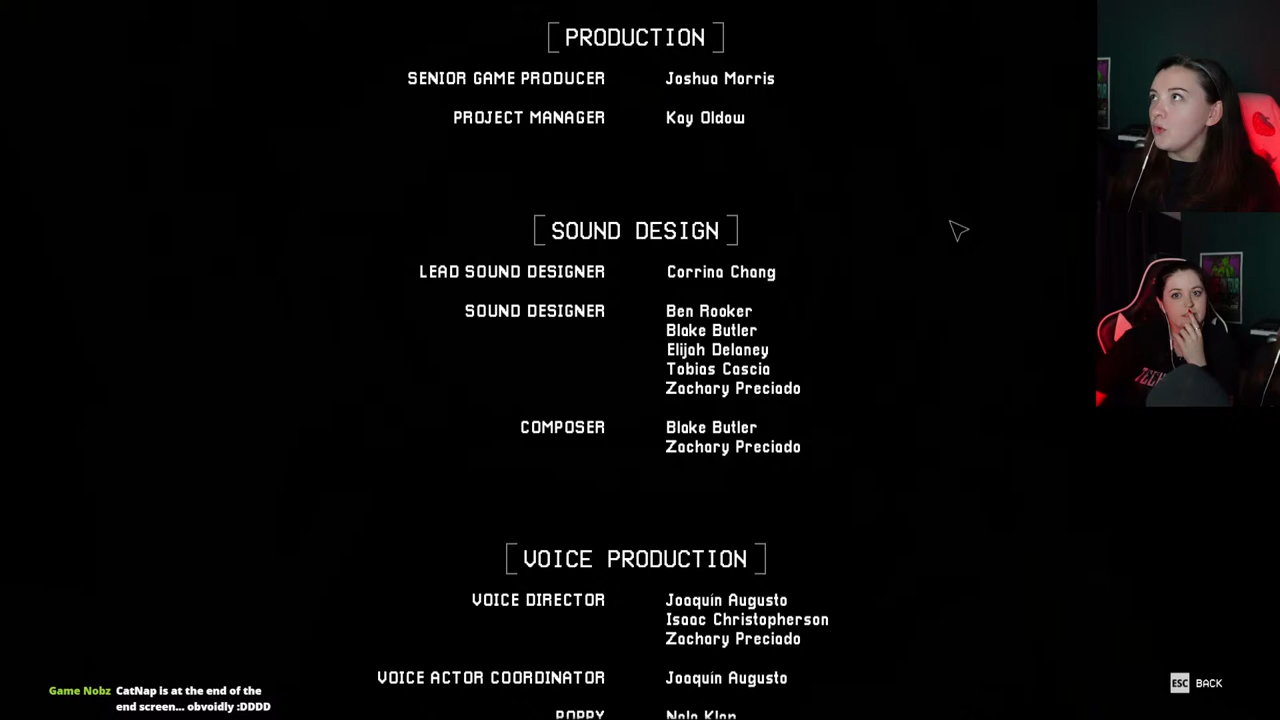 PRODUCTION
SENIOR GAME PRODUCER Joshua Morris
PROJECT MANAGER Kay Oldow
SOUND DESIGN
LEAD SOUND DESIGNER Corrina Chang
SOUND DESIGNER Ben Rooker
Blake Butler
Elijah Delaney
Tobias Cascia
Zachary Preciado
COMPOSER Blake Butler
Zachary Preciado
VOICE PRODUCTION
VOICE DIRECTOR Joaquín Augusto
Isaac Christopherson
Zachary Preciado
VOICE ACTOR COORDINATOR Joaquín Augusto
POPPY
Game Nobz CatNap is at the end of the
end screen... obvoidly :DDDD
ESC BACK